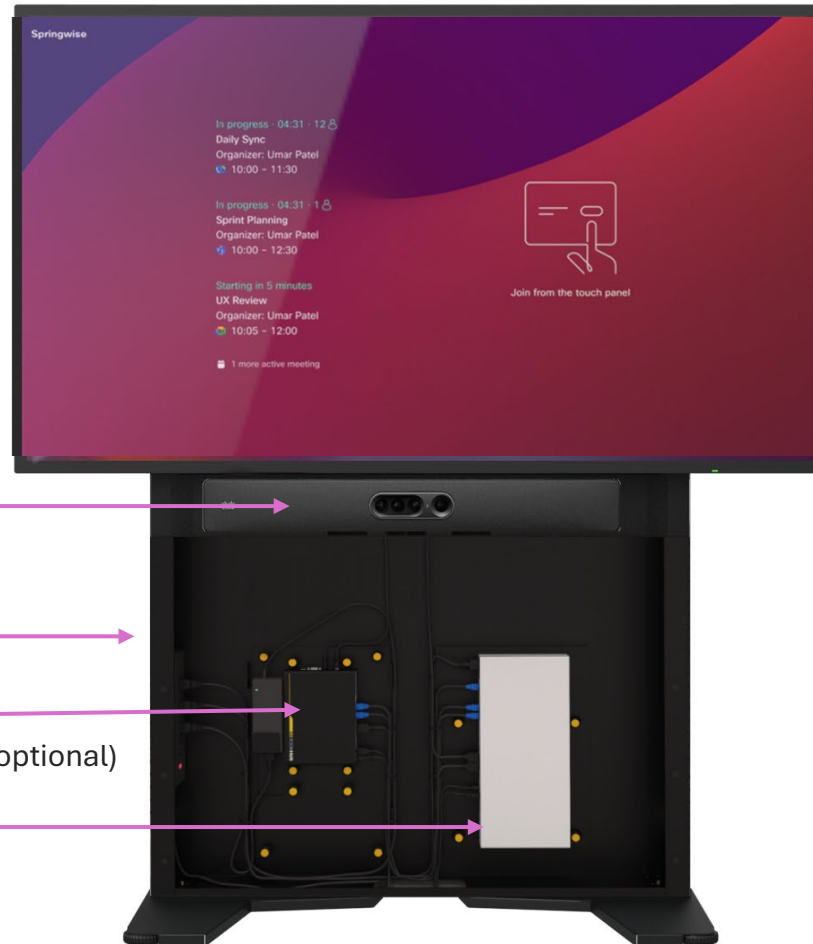 Springwise
In progress · 04:31 · 12
Daily Sync
Organizer: Umar Patel
10:00 – 11:30
In progress · 04:31 · 1
Sprint Planning
Organizer: Umar Patel
10:00 – 12:30
Starting in 5 minutes
UX Review
Organizer: Umar Patel
10:05 – 12:00
1 more active meeting
Join from the touch panel
optional)